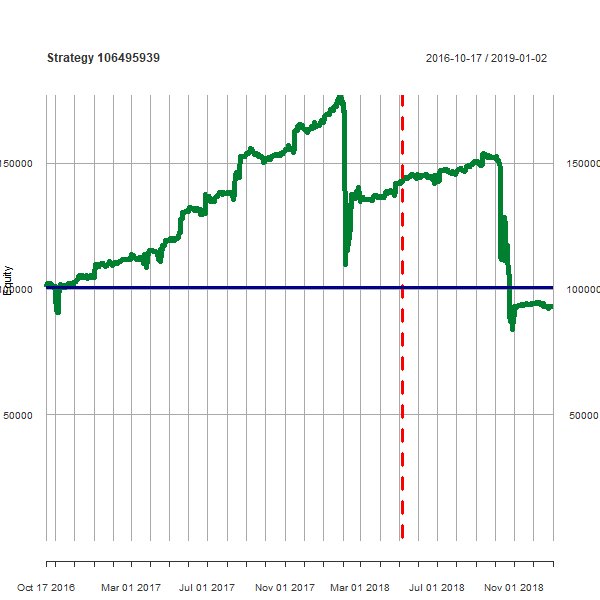 Strategy 106495939 2016-10-17 / 2019-01-02
150000 150000
Equity
100000 100000
50000 50000
Oct 17 2016 Mar 01 2017 Jul 01 2017 Nov 01 2017 Mar 01 2018 Jul 01 2018 Nov 01 2018